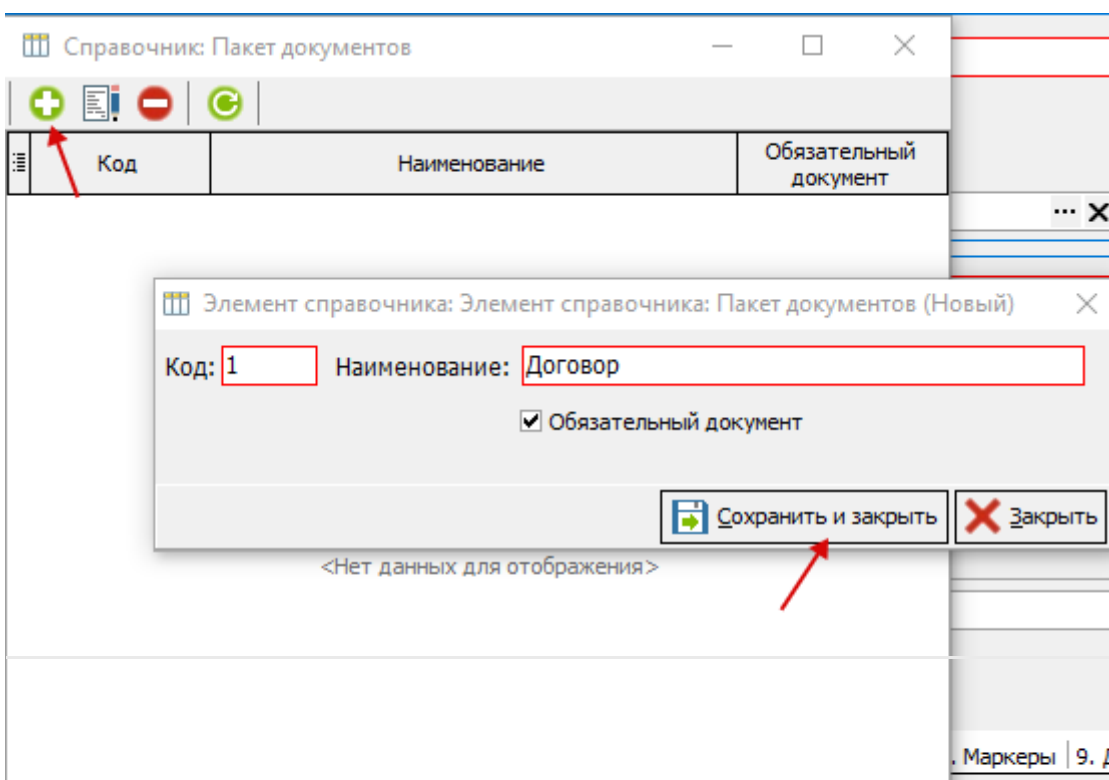 Справочник: Пакет документов
Код
Наименование
Обязательный
документ
Элемент справочника: Элемент справочника: Пакет документов (Новый)
Код: 1 Наименование: Договор
Обязательный документ
Сохранить и закрыть
Закрыть
<Нет данных для отображения>
. Маркеры 9.